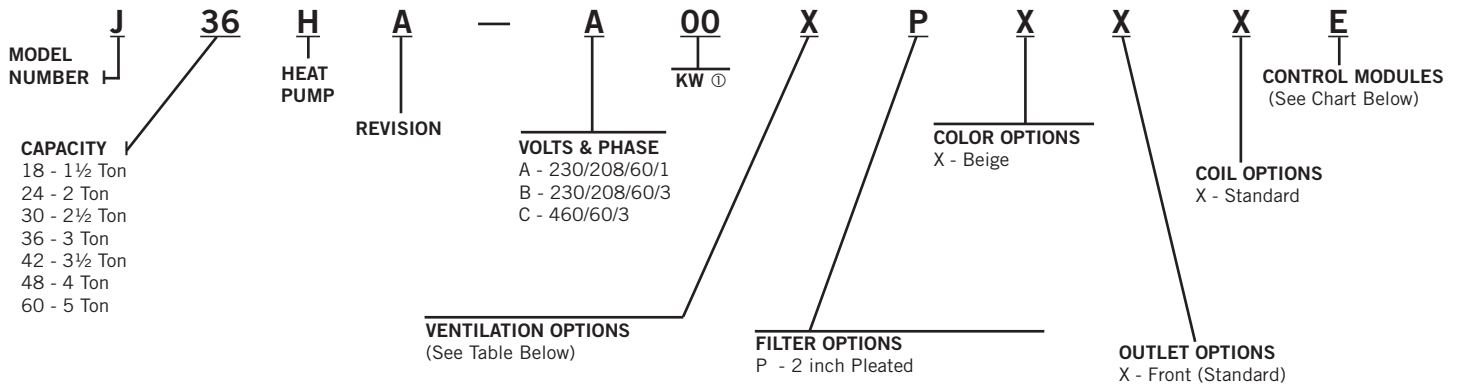 J 36 H A — A 00 X P X X X E
MODEL
NUMBER
HEAT
PUMP
KW ①
CONTROL MODULES
(See Chart Below)
REVISION
COLOR OPTIONS
X - Beige
CAPACITY
18 - 1½ Ton
24 - 2 Ton
30 - 2½ Ton
36 - 3 Ton
42 - 3½ Ton
48 - 4 Ton
60 - 5 Ton
VOLTS & PHASE
A - 230/208/60/1
B - 230/208/60/3
C - 460/60/3
COIL OPTIONS
X - Standard
VENTILATION OPTIONS
(See Table Below)
FILTER OPTIONS
P - 2 inch Pleated
OUTLET OPTIONS
X - Front (Standard)